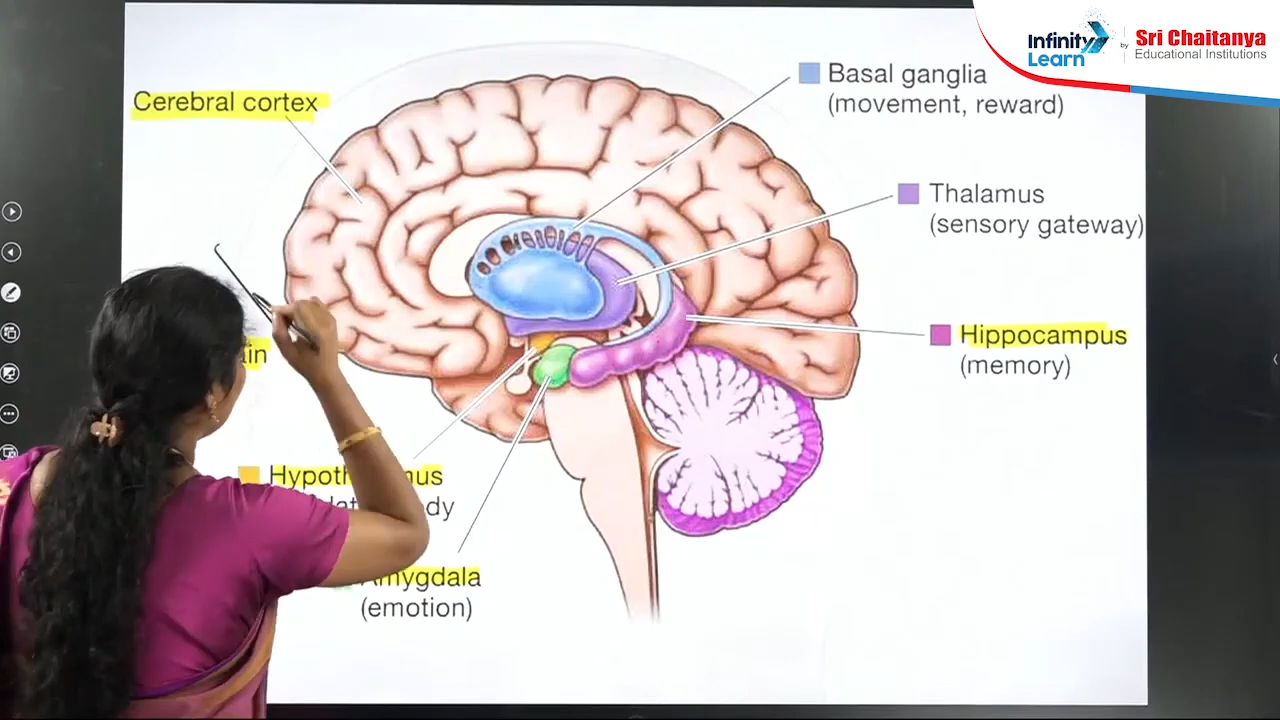 Infinity
Learn
by
Sri Chaitanya
Educational Institutions
Cerebral cortex
Basal ganglia
(movement, reward)
Thalamus
(sensory gateway)
Hippocampus
(memory)
Amygdala
(emotion)